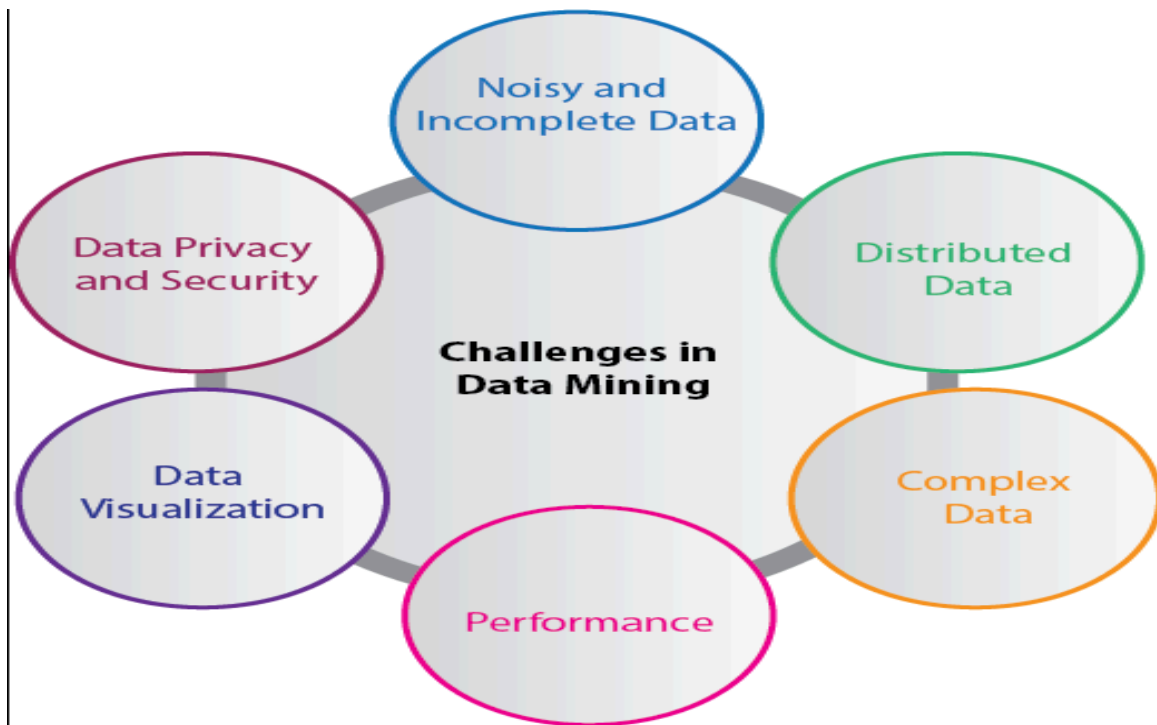 Noisy and
Incomplete Data
Data Privacy
and Security
Distributed
Data
Challenges in
Data Mining
Data
Visualization
Complex
Data
Performance